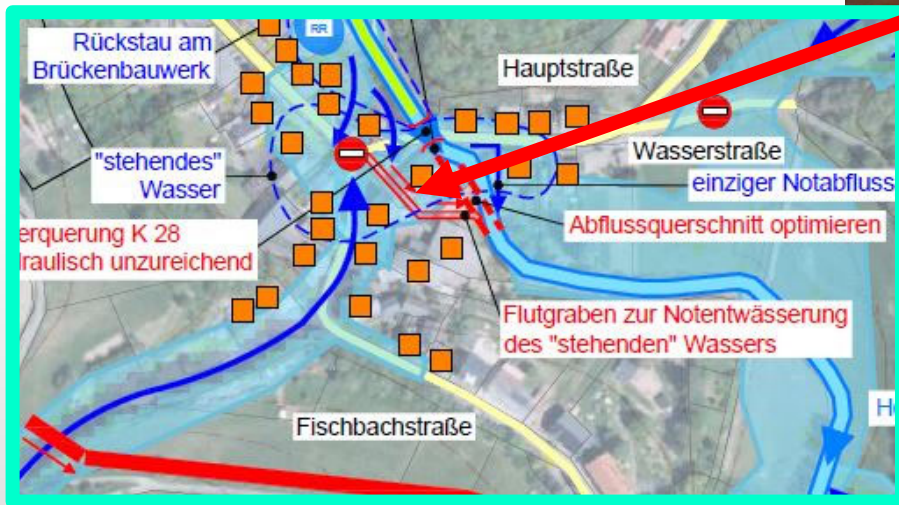 RR
Rückstau am
Brückenbauwerk
Hauptstraße
"stehendes"
Wasser
Wasserstraße
einziger Notabfluss
Abflussquerschnitt optimieren
erquerung K 28
raulisch unzureichend
Flutgraben zur Notentwässerung
des "stehenden" Wassers
Fischbachstraße